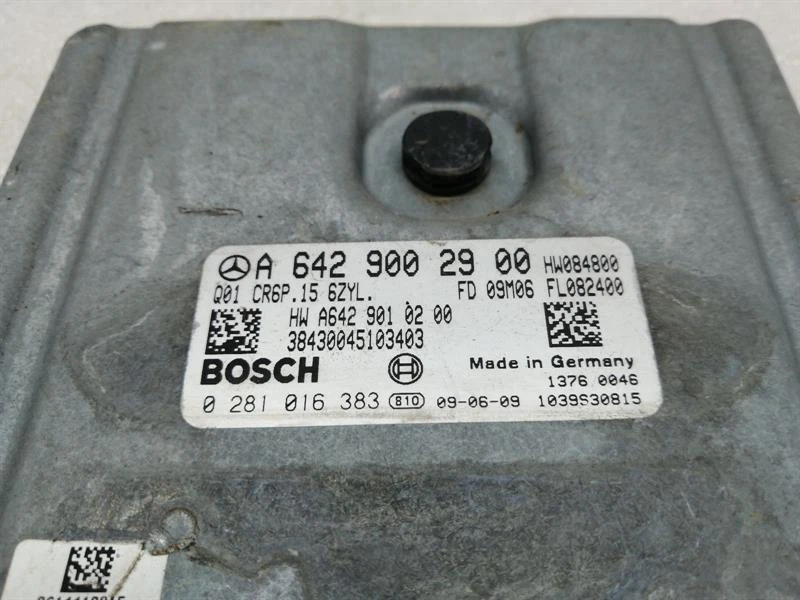 A 642 900 29 00 HW084800
Q01 CR6P.15 6ZYL. FD 09M06 FL082400
HW A642 901 02 00
38430045103403
BOSCH
Made in Germany
1376 0046
0 281 016 383 810 09-06-09 1039S30815